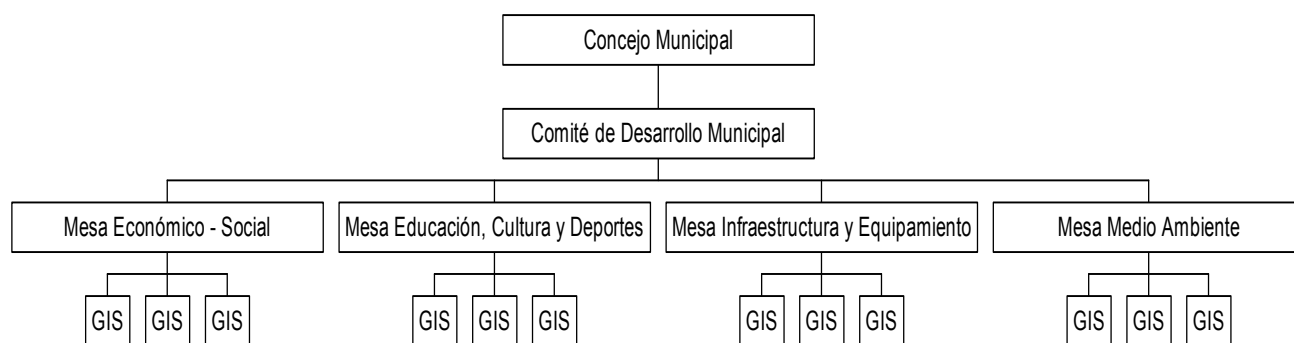 Concejo Municipal
Comité de Desarrollo Municipal
Mesa Económico - Social
Mesa Educación, Cultura y Deportes
Mesa Infraestructura y Equipamiento
Mesa Medio Ambiente
GIS
GIS
GIS
GIS
GIS
GIS
GIS
GIS
GIS
GIS
GIS
GIS